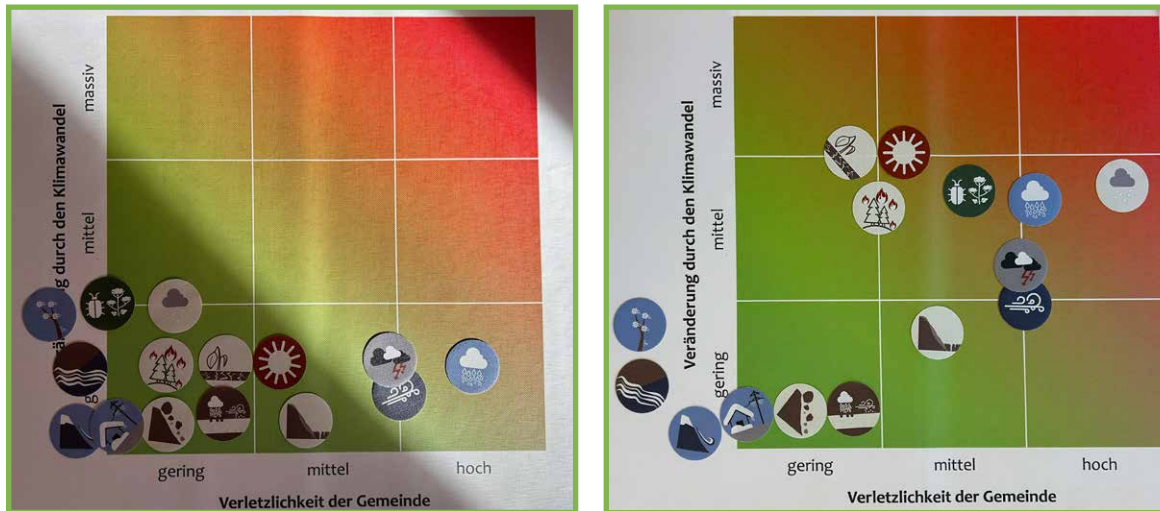 massiv
mittel
durch den Klimawandel
gering
mittel
hoch
Verletzlichkeit der Gemeinde
massiv
mittel
gering
Veränderung durch den Klimawandel
gering
mittel
hoch
Verletzlichkeit der Gemeinde